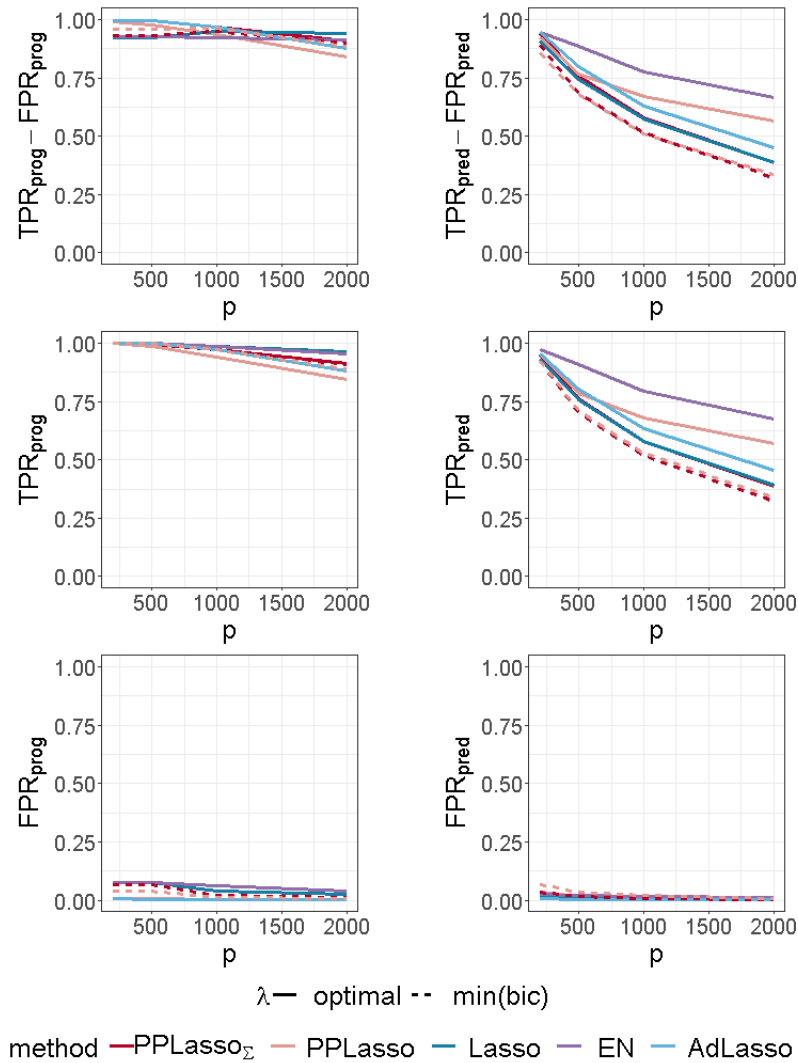 TPRprog − FPRprog
1.00
0.75
0.50
0.25
0.00
500 1000 1500 2000
p
TPRpred − FPRpred
1.00
0.75
0.50
0.25
0.00
500 1000 1500 2000
p
TPRprog
1.00
0.75
0.50
0.25
0.00
500 1000 1500 2000
p
TPRpred
1.00
0.75
0.50
0.25
0.00
500 1000 1500 2000
p
FPRprog
1.00
0.75
0.50
0.25
0.00
500 1000 1500 2000
p
FPRpred
1.00
0.75
0.50
0.25
0.00
500 1000 1500 2000
p
λ optimal min(bic)
method PPLassoΣ PPLasso Lasso EN AdLasso